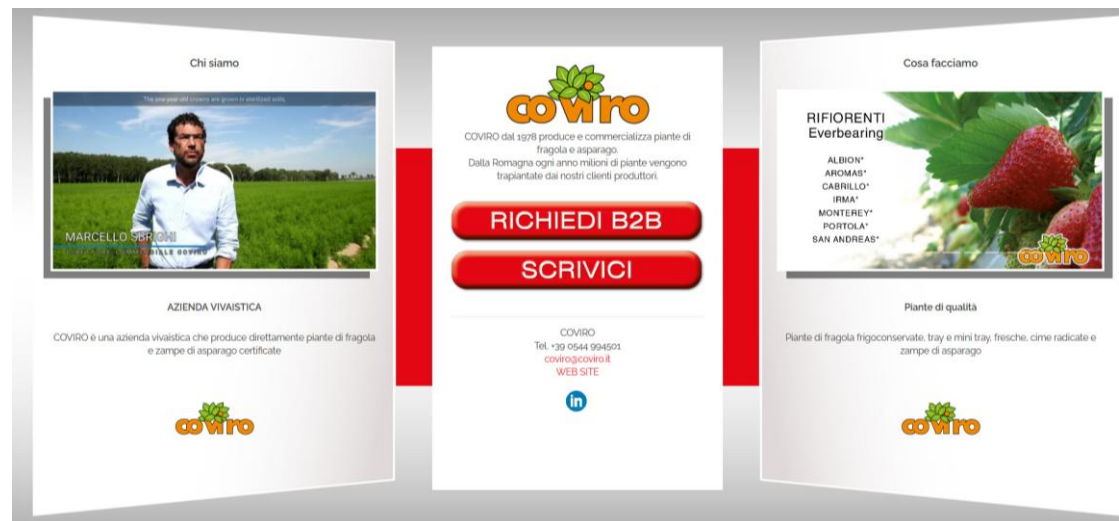 Chi siamo
The one year old crowns are grown in sterilized soils,
MARCELLO SBRIGHI
COVIRO
AZIENDA VIVAISTICA
COVIRO è una azienda vivaistica che produce direttamente piante di fragola
e zampe di asparago certificate
coviro
coviro
COVIRO dal 1978 produce e commercializza piante di
fragola e asparago.
Dalla Romagna ogni anno milioni di piante vengono
trapiantate dai nostri clienti produttori.
RICHIEDI B2B
SCRIVICI
COVIRO
Tel. +39 0544 994501
coviro@coviro.it
WEB SITE
in
Cosa facciamo
RIFIORENTI
Everbearing
ALBION*
AROMAS*
CABRILLO*
IRMA*
MONTEREY*
PORTOLA*
SAN ANDREAS*
coviro
Piante di qualità
Piante di fragola frigoconservate, tray e mini tray, fresche, cime radicate e
zampe di asparago
coviro